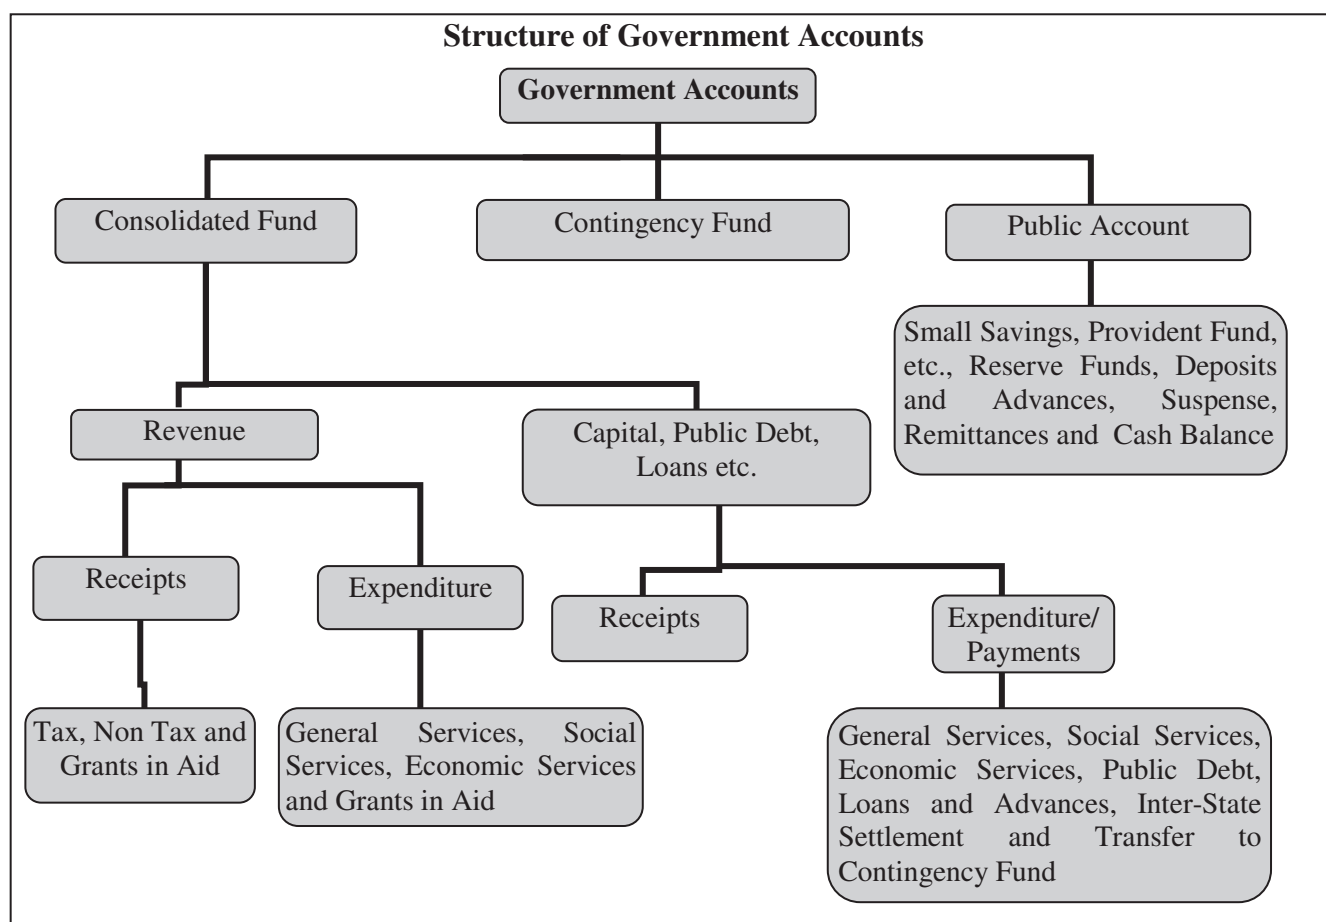 Structure of Government Accounts
Government Accounts
Consolidated Fund
Contingency Fund
Public Account
Small Savings, Provident Fund,
etc., Reserve Funds, Deposits
and Advances, Suspense,
Remittances and Cash Balance
Revenue
Capital, Public Debt,
Loans etc.
Receipts
Expenditure
Receipts
Expenditure/
Payments
Tax, Non Tax and
Grants in Aid
General Services, Social
Services, Economic Services
and Grants in Aid
General Services, Social Services,
Economic Services, Public Debt,
Loans and Advances, Inter-State
Settlement and Transfer to
Contingency Fund